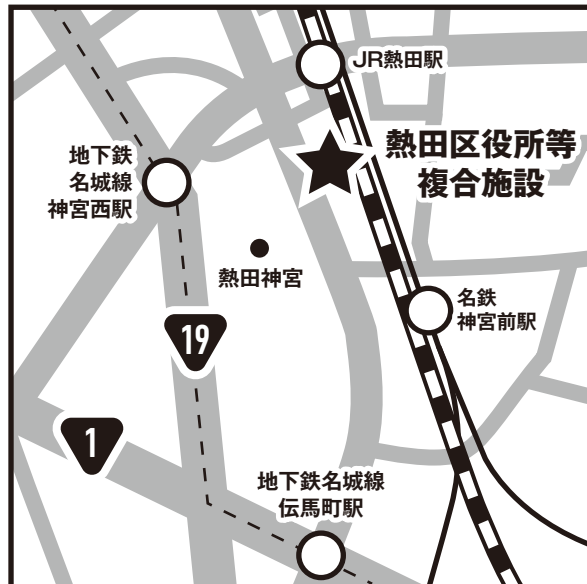 JR熱田駅
熱田区役所等
複合施設
地下鉄
名城線
神宮西駅
熱田神宮
名鉄
神宮前駅
19
1
地下鉄名城線
伝馬町駅